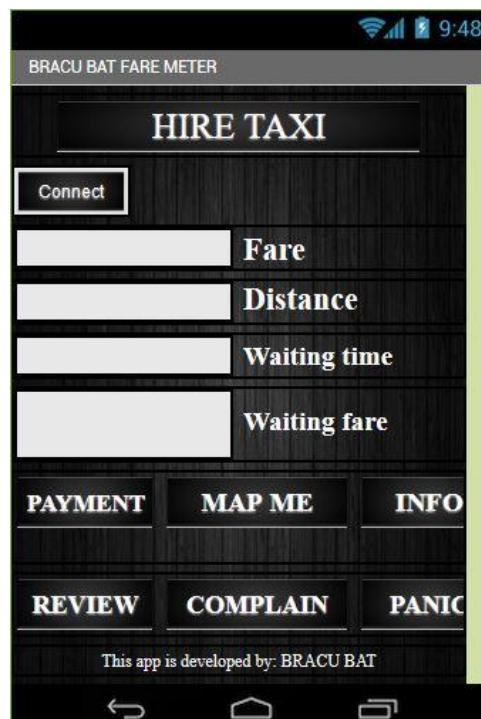 9:48
BRACU BAT FARE METER
HIRE TAXI
Connect
Fare
Distance
Waiting time
Waiting fare
PAYMENT MAP ME INFO
REVIEW COMPLAIN PANIC
This app is developed by: BRACU BAT